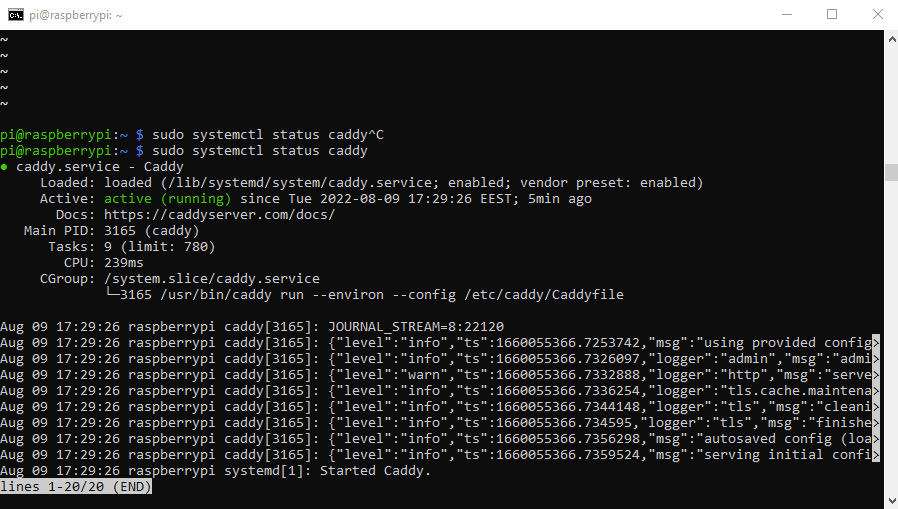 pi@raspberrypi: ~
~
~
~
~
~
pi@raspberrypi:~ $ sudo systemctl status caddy^C
pi@raspberrypi:~ $ sudo systemctl status caddy
● caddy.service - Caddy
     Loaded: loaded (/lib/systemd/system/caddy.service; enabled; vendor preset: enabled)
     Active: active (running) since Tue 2022-08-09 17:29:26 EEST; 5min ago
       Docs: https://caddyserver.com/docs/
   Main PID: 3165 (caddy)
      Tasks: 9 (limit: 780)
        CPU: 239ms
     CGroup: /system.slice/caddy.service
             └─3165 /usr/bin/caddy run --environ --config /etc/caddy/Caddyfile
Aug 09 17:29:26 raspberrypi caddy[3165]: JOURNAL_STREAM=8:22120
Aug 09 17:29:26 raspberrypi caddy[3165]: {"level":"info","ts":1660055366.7253742,"msg":"using provided config>
Aug 09 17:29:26 raspberrypi caddy[3165]: {"level":"info","ts":1660055366.7326097,"logger":"admin","msg":"admi>
Aug 09 17:29:26 raspberrypi caddy[3165]: {"level":"warn","ts":1660055366.7332888,"logger":"http","msg":"serve>
Aug 09 17:29:26 raspberrypi caddy[3165]: {"level":"info","ts":1660055366.7336254,"logger":"tls.cache.maintena>
Aug 09 17:29:26 raspberrypi caddy[3165]: {"level":"info","ts":1660055366.7344148,"logger":"tls","msg":"cleani>
Aug 09 17:29:26 raspberrypi caddy[3165]: {"level":"info","ts":1660055366.734595,"logger":"tls","msg":"finishe>
Aug 09 17:29:26 raspberrypi caddy[3165]: {"level":"info","ts":1660055366.7356298,"msg":"autosaved config (loa>
Aug 09 17:29:26 raspberrypi caddy[3165]: {"level":"info","ts":1660055366.7359524,"msg":"serving initial confi>
Aug 09 17:29:26 raspberrypi systemd[1]: Started Caddy.
lines 1-20/20 (END)